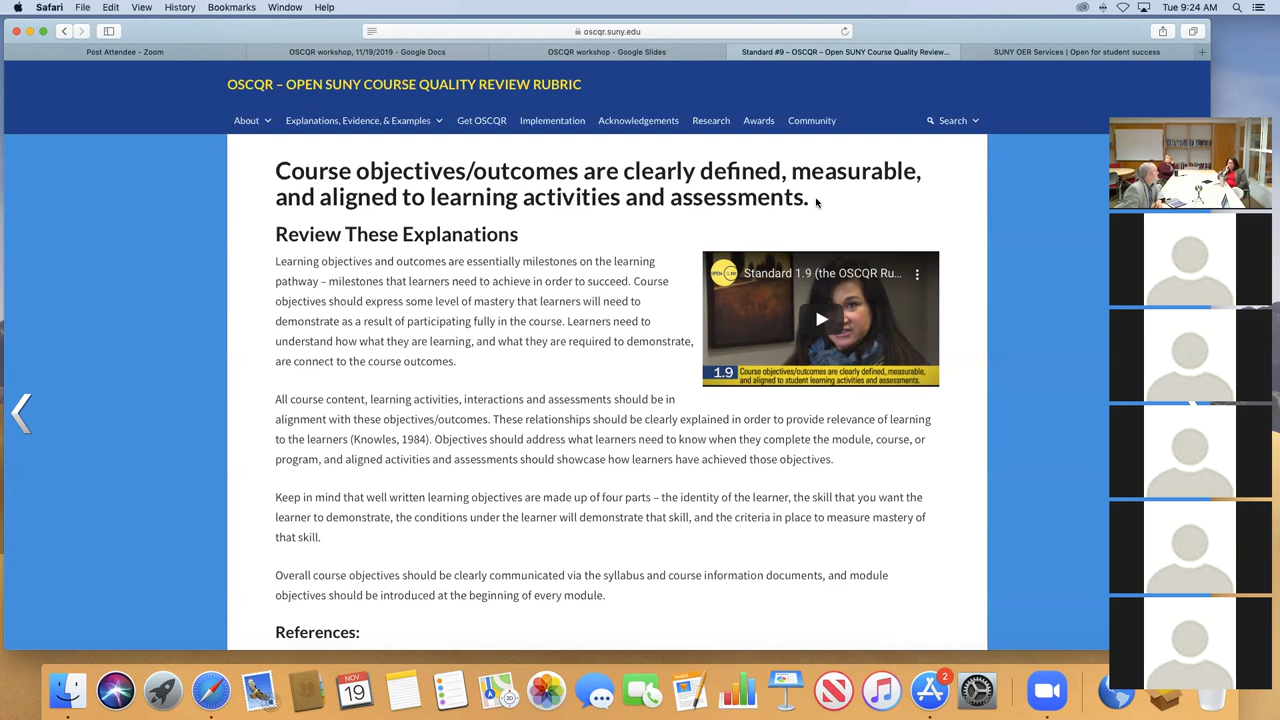 Safari File Edit View History Bookmarks Window Help
Tue 9:24 AM
oscqr.suny.edu
Post Attendee – Zoom
OSCQR workshop, 11/19/2019 – Google Docs
OSCQR workshop – Google Slides
Standard #9 – OSCQR – Open SUNY Course Quality Review...
SUNY OER Services | Open for student success
OSCQR – OPEN SUNY COURSE QUALITY REVIEW RUBRIC
About Explanations, Evidence, & Examples Get OSCQR Implementation Acknowledgements Research Awards Community Search
Course objectives/outcomes are clearly defined, measurable,
and aligned to learning activities and assessments.
Review These Explanations
Learning objectives and outcomes are essentially milestones on the learning
pathway – milestones that learners need to achieve in order to succeed. Course
objectives should express some level of mastery that learners will need to
demonstrate as a result of participating fully in the course. Learners need to
understand how what they are learning, and what they are required to demonstrate,
are connect to the course outcomes.
OPEN SUNY
Standard 1.9 (the OSCQR Ru...
1.9
Course objectives/outcomes are clearly defined, measurable,
and aligned to student learning activities and assessments.
All course content, learning activities, interactions and assessments should be in
alignment with these objectives/outcomes. These relationships should be clearly explained in order to provide relevance of learning
to the learners (Knowles, 1984). Objectives should address what learners need to know when they complete the module, course, or
program, and aligned activities and assessments should showcase how learners have achieved those objectives.
Keep in mind that well written learning objectives are made up of four parts – the identity of the learner, the skill that you want the
learner to demonstrate, the conditions under the learner will demonstrate that skill, and the criteria in place to measure mastery of
that skill.
Overall course objectives should be clearly communicated via the syllabus and course information documents, and module
objectives should be introduced at the beginning of every module.
References:
NOV
19
2